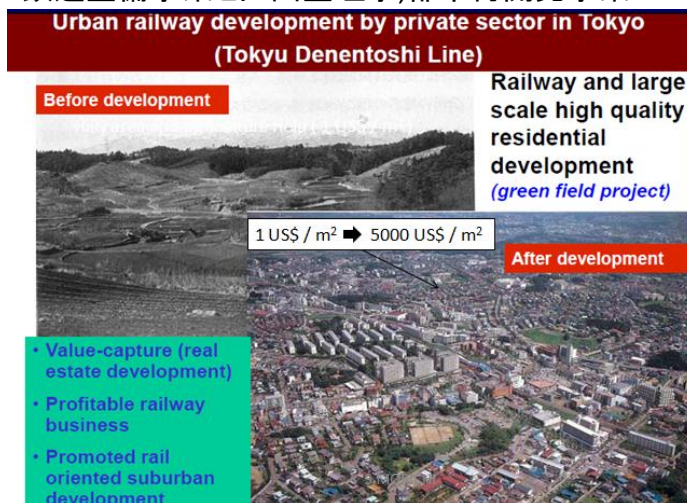 Urban railway development by private sector in Tokyo
(Tokyu Denentoshi Line)
Before development
Railway and large
scale high quality
residential
development
(green field project)
1 US$ / m² ➡ 5000 US$ / m²
After development
• Value-capture (real
estate development)
• Profitable railway
business
• Promoted rail
oriented suburban
development